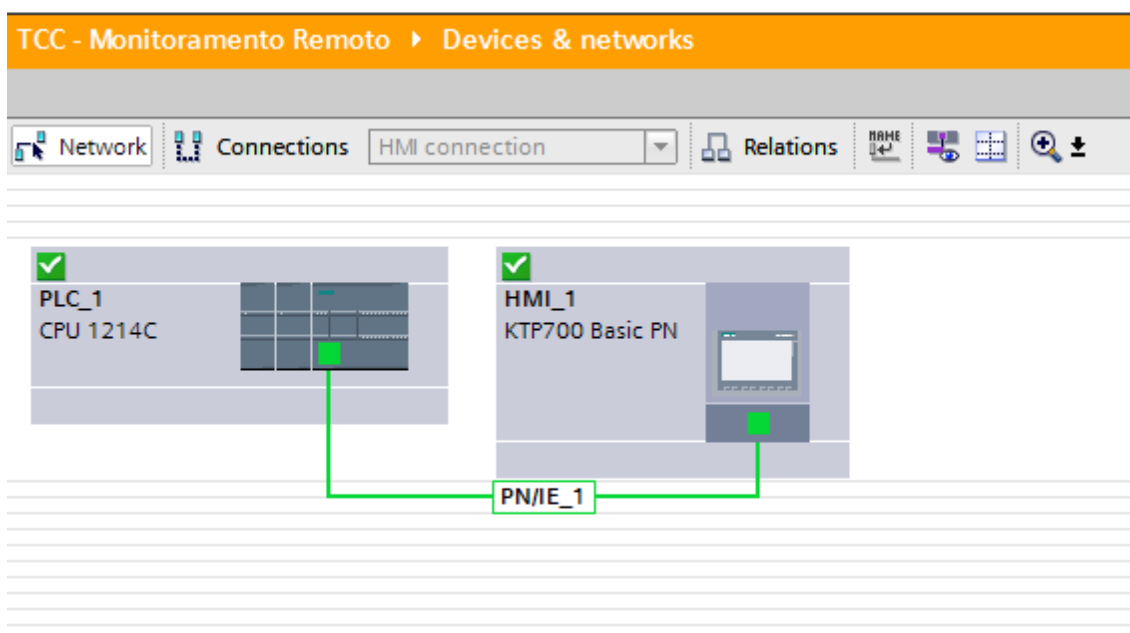 TCC - Monitoramento Remoto ▸ Devices & networks
Network Connections HMI connection Relations NAME
PLC_1
CPU 1214C
HMI_1
KTP700 Basic PN
PN/IE_1